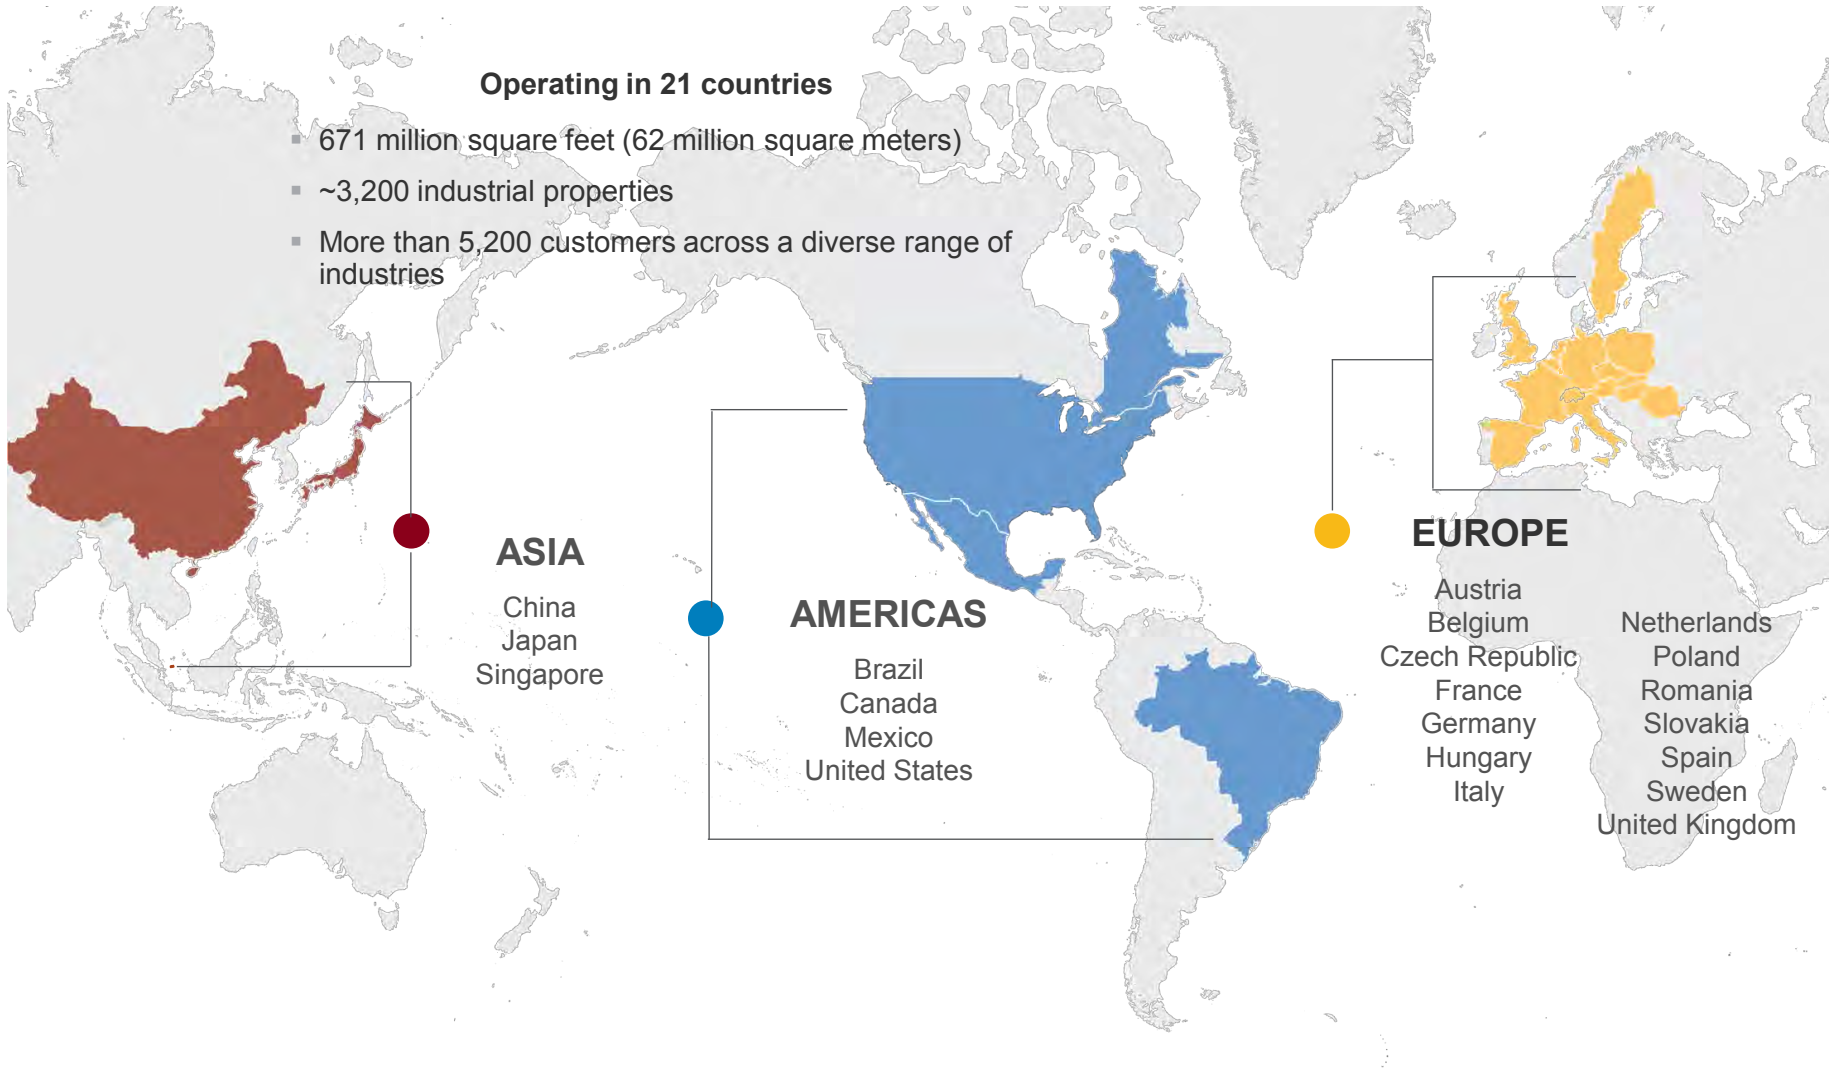 Operating in 21 countries
▪ 671 million square feet (62 million square meters)
▪ ~3,200 industrial properties
▪ More than 5,200 customers across a diverse range of
industries
ASIA
China
Japan
Singapore
AMERICAS
Brazil
Canada
Mexico
United States
EUROPE
Austria
Belgium
Czech Republic
France
Germany
Hungary
Italy
Netherlands
Poland
Romania
Slovakia
Spain
Sweden
United Kingdom